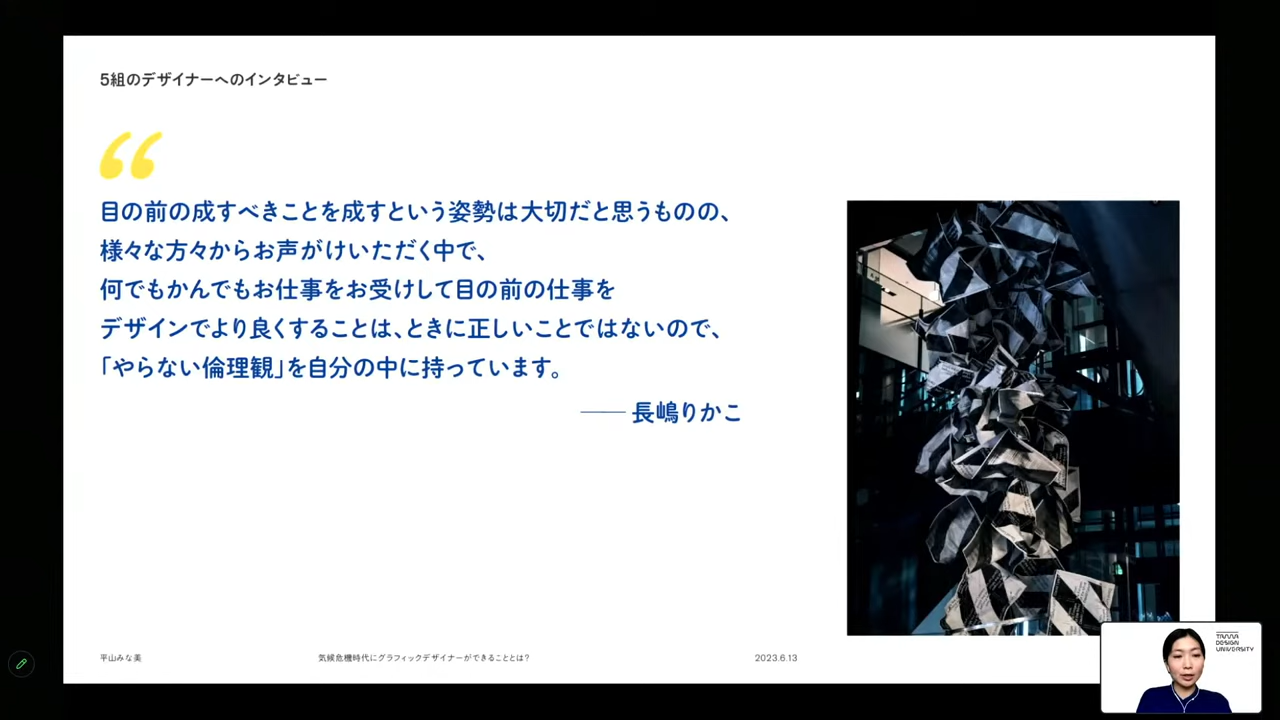 5組のデザイナーへのインタビュー
“
目の前の成すべきことを成すという姿勢は大切だと思うものの、
様々な方々からお声がけいただく中で、
何でもかんでもお仕事をお受けして目の前の仕事を
デザインでより良くすることは、ときに正しいことではないので、
「やらない倫理観」を自分の中に持っています。
── 長嶋りかこ
平山みな美
気候危機時代にグラフィックデザイナーができることとは?
2023.6.13
TAMA
DESIGN
UNIVERSITY